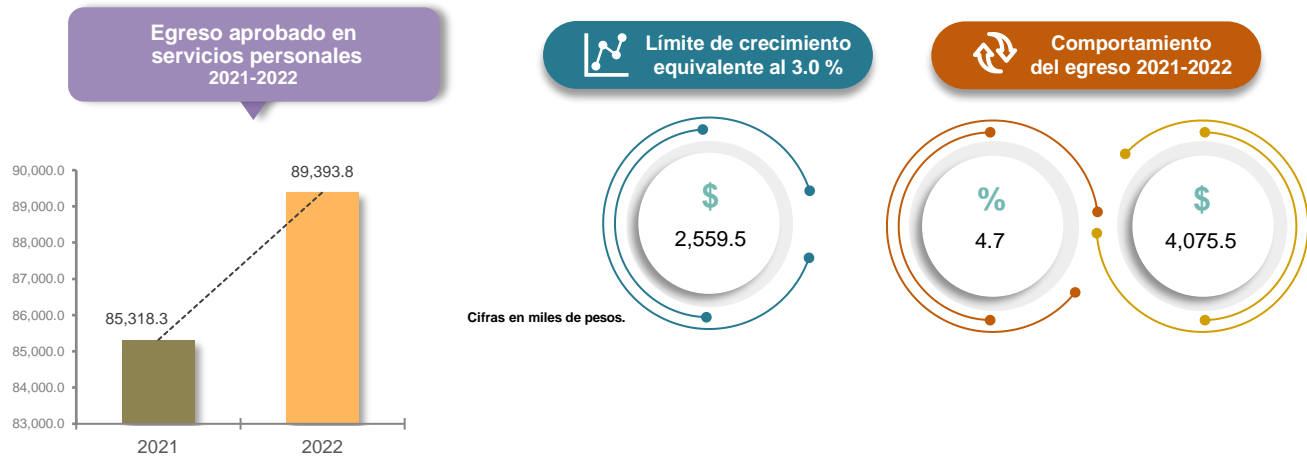 Egreso aprobado en
servicios personales
2021-2022
Límite de crecimiento
equivalente al 3.0 %
Comportamiento
del egreso 2021-2022
90,000.0
89,000.0
88,000.0
87,000.0
86,000.0
85,000.0
84,000.0
83,000.0
85,318.3
89,393.8
2021
2022
$
2,559.5
%
4.7
$
4,075.5
Cifras en miles de pesos.